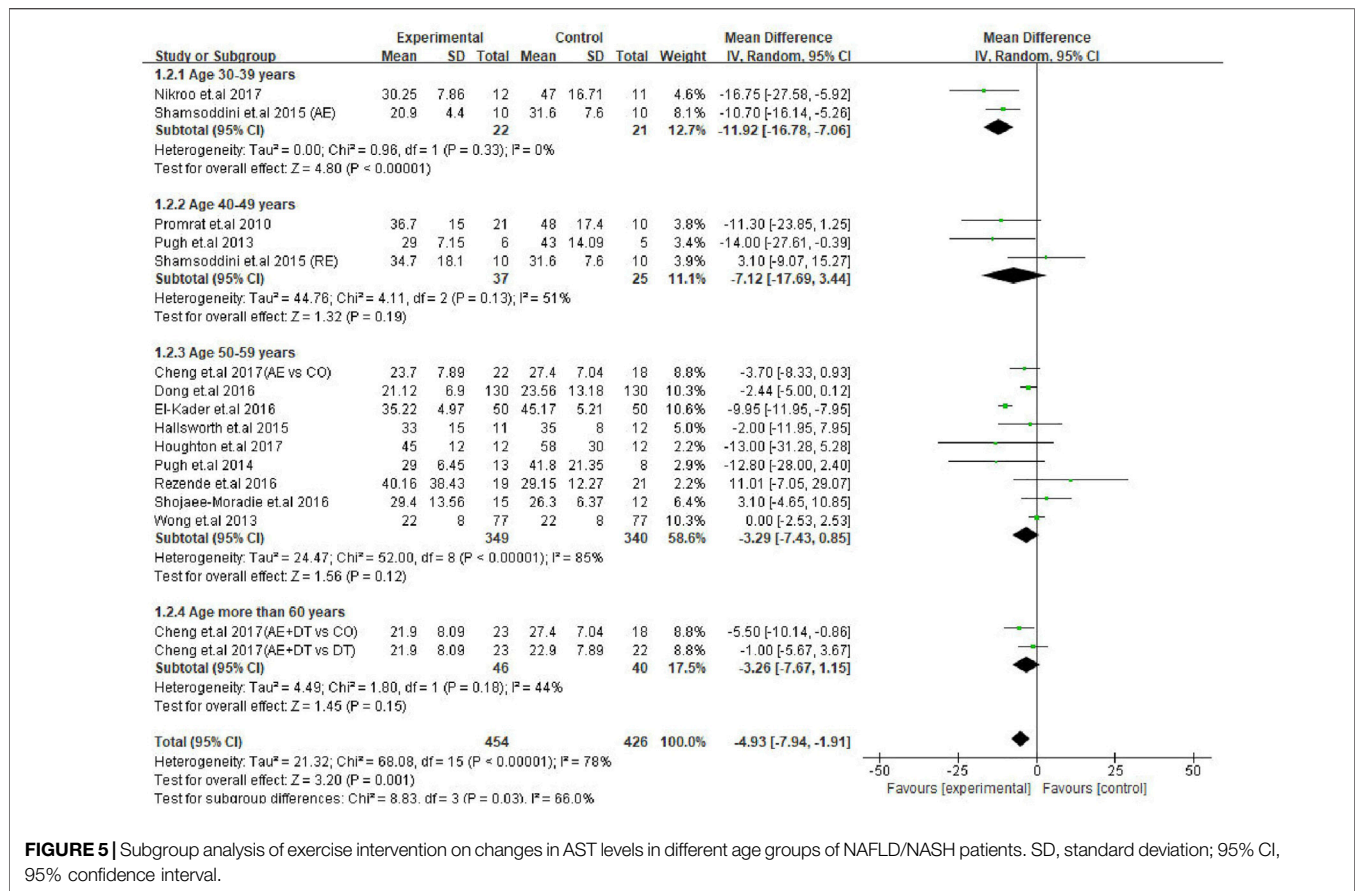 Experimental Control Mean Difference Mean Difference
Study or Subgroup Mean SD Total Mean SD Total Weight IV, Random, 95% CI IV, Random, 95% CI
1.2.1 Age 30-39 years
Nikroo et.al 2017 30.25 7.86 12 47 16.71 11 4.6% -16.75 [-27.58, -5.92]
Shamsoddini et.al 2015 (AE) 20.9 4.4 10 31.6 7.6 10 8.1% -10.70 [-16.14, -5.26]
Subtotal (95% CI) 22 21 12.7% -11.92 [-16.78, -7.06]
Heterogeneity: Tau² = 0.00; Chi² = 0.96, df = 1 (P = 0.33); I² = 0%
Test for overall effect: Z = 4.80 (P < 0.00001)
1.2.2 Age 40-49 years
Promrat et.al 2010 36.7 15 21 48 17.4 10 3.8% -11.30 [-23.85, 1.25]
Pugh et.al 2013 29 7.15 6 43 14.09 5 3.4% -14.00 [-27.61, -0.39]
Shamsoddini et.al 2015 (RE) 34.7 18.1 10 31.6 7.6 10 3.9% 3.10 [-9.07, 15.27]
Subtotal (95% CI) 37 25 11.1% -7.12 [-17.69, 3.44]
Heterogeneity: Tau² = 44.76; Chi² = 4.11, df = 2 (P = 0.13); I² = 51%
Test for overall effect: Z = 1.32 (P = 0.19)
1.2.3 Age 50-59 years
Cheng et.al 2017(AE vs CO) 23.7 7.89 22 27.4 7.04 18 8.8% -3.70 [-8.33, 0.93]
Dong et.al 2016 21.12 6.9 130 23.56 13.18 130 10.3% -2.44 [-5.00, 0.12]
El-Kader et.al 2016 35.22 4.97 50 45.17 5.21 50 10.6% -9.95 [-11.95, -7.95]
Hallsworth et.al 2015 33 15 11 35 8 12 5.0% -2.00 [-11.95, 7.95]
Houghton et.al 2017 45 12 12 58 30 12 2.2% -13.00 [-31.28, 5.28]
Pugh et.al 2014 29 6.45 13 41.8 21.35 8 2.9% -12.80 [-28.00, 2.40]
Rezende et.al 2016 40.16 38.43 19 29.15 12.27 21 2.2% 11.01 [-7.05, 29.07]
Shojaee-Moradie et.al 2016 29.4 13.56 15 26.3 6.37 12 6.4% 3.10 [-4.65, 10.85]
Wong et.al 2013 22 8 77 22 8 77 10.3% 0.00 [-2.53, 2.53]
Subtotal (95% CI) 349 340 58.6% -3.29 [-7.43, 0.85]
Heterogeneity: Tau² = 24.47; Chi² = 52.00, df = 8 (P < 0.00001); I² = 85%
Test for overall effect: Z = 1.56 (P = 0.12)
1.2.4 Age more than 60 years
Cheng et.al 2017(AE+DT vs CO) 21.9 8.09 23 27.4 7.04 18 8.8% -5.50 [-10.14, -0.86]
Cheng et.al 2017(AE+DT vs DT) 21.9 8.09 23 22.9 7.89 22 8.8% -1.00 [-5.67, 3.67]
Subtotal (95% CI) 46 40 17.5% -3.26 [-7.67, 1.15]
Heterogeneity: Tau² = 4.49; Chi² = 1.80, df = 1 (P = 0.18); I² = 44%
Test for overall effect: Z = 1.45 (P = 0.15)
Total (95% CI) 454 426 100.0% -4.93 [-7.94, -1.91]
Heterogeneity: Tau² = 21.32; Chi² = 68.08, df = 15 (P < 0.00001); I² = 78%
Test for overall effect: Z = 3.20 (P = 0.001)
Test for subgroup differences: Chi² = 8.83, df = 3 (P = 0.03), I² = 66.0%
-50 -25 0 25 50
Favours [experimental] Favours [control]
FIGURE 5 | Subgroup analysis of exercise intervention on changes in AST levels in different age groups of NAFLD/NASH patients. SD, standard deviation; 95% CI,
95% confidence interval.